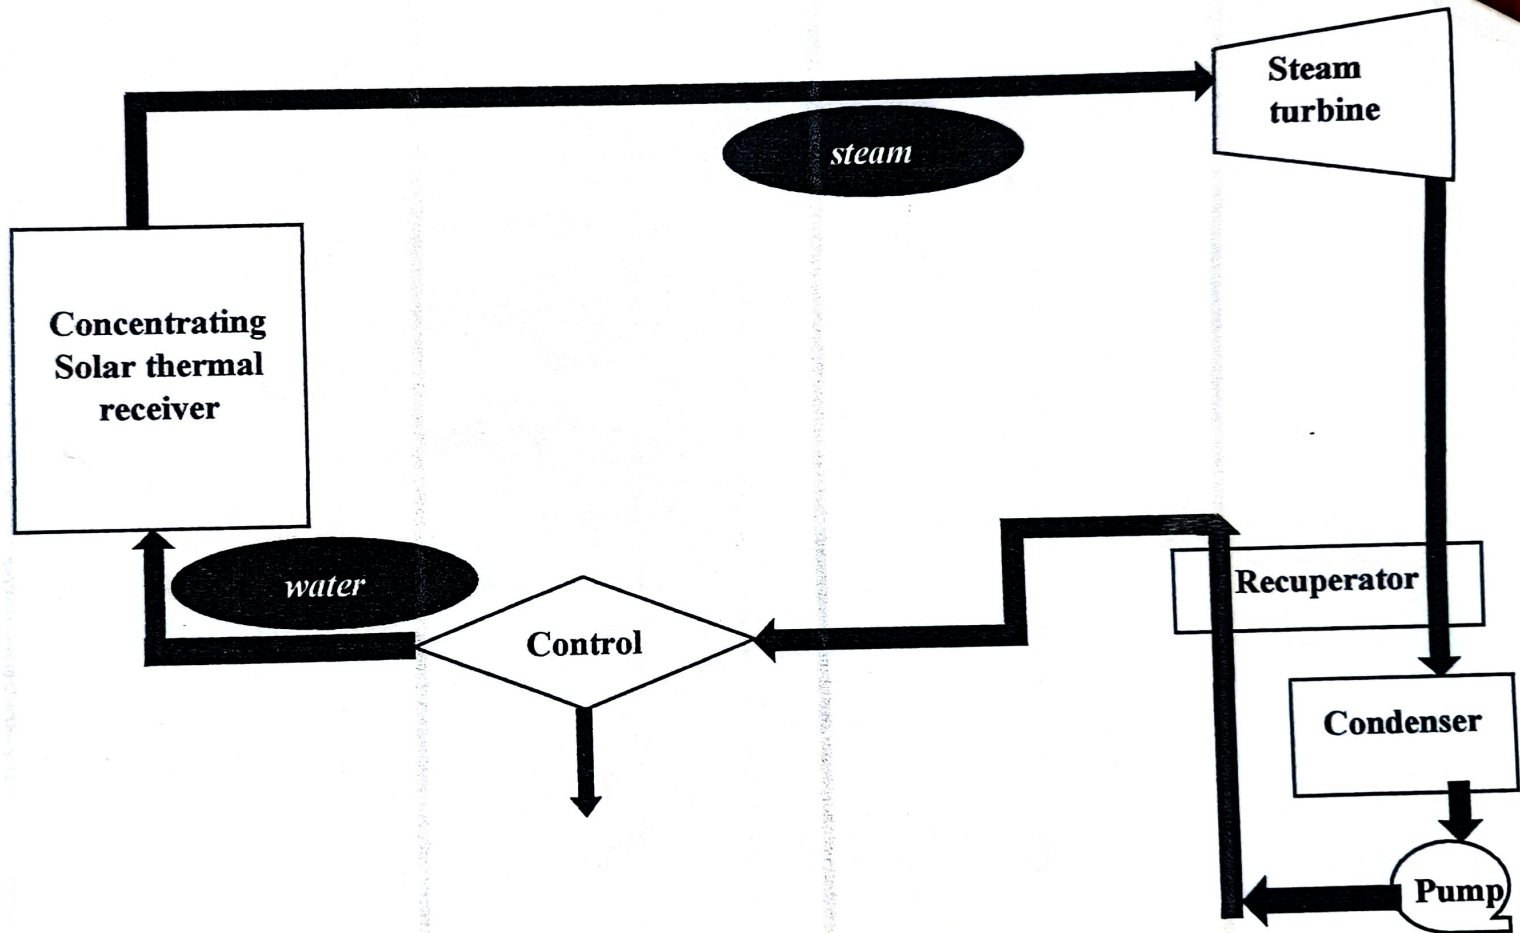 Steam
turbine
steam
Concentrating
Solar thermal
receiver
water
Control
Recuperator
Condenser
Pump